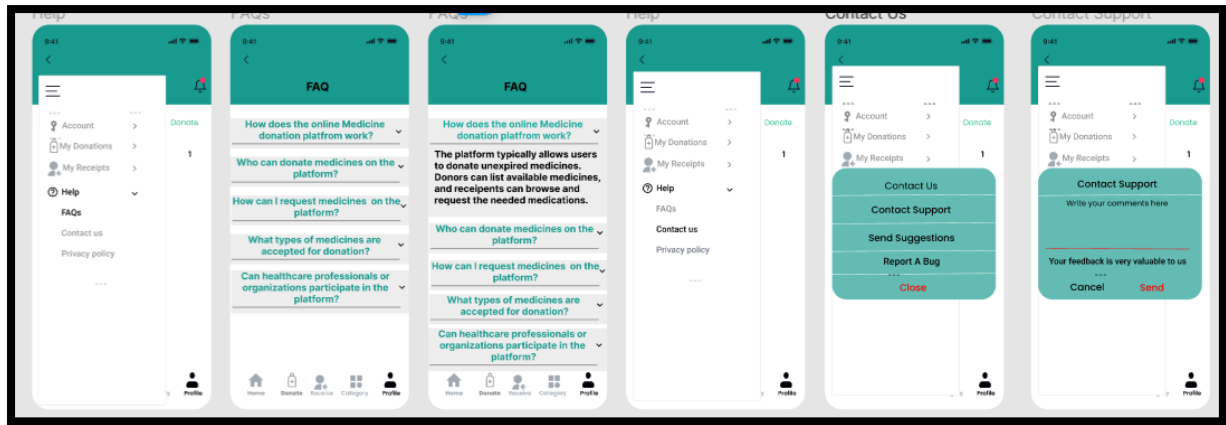 Help
9:41
Account
Donate
My Donations
1
My Receipts
Help
FAQs
Contact us
Privacy policy
Profile
FAQs
9:41
FAQ
How does the online Medicine
donation platfrom work?
Who can donate medicines on the
platform?
How can I request medicines on the
platform?
What types of medicines are
accepted for donation?
Can healthcare professionals or
organizations participate in the
platform?
Home Donate Receive Category Profile
FAQs
9:41
FAQ
How does the online Medicine
donation platfrom work?
The platform typically allows users
to donate unexpired medicines.
Donors can list available medicines,
and receipents can browse and
request the needed medications.
Who can donate medicines on the
platform?
How can I request medicines on the
platform?
What types of medicines are
accepted for donation?
Can healthcare professionals or
organizations participate in the
platform?
Home Donate Receive Category Profile
Help
9:41
Account
Donate
My Donations
1
My Receipts
Help
FAQs
Contact us
Privacy policy
y Profile
Contact Us
9:41
Account
Donate
My Donations
1
My Receipts
Contact Us
Contact Support
Send Suggestions
Report A Bug
Close
y Profile
Contact Support
9:41
Account
Donate
My Donations
1
My Receipts
Contact Support
Write your comments here
Your feedback is very valuable to us
Cancel Send
y Profile